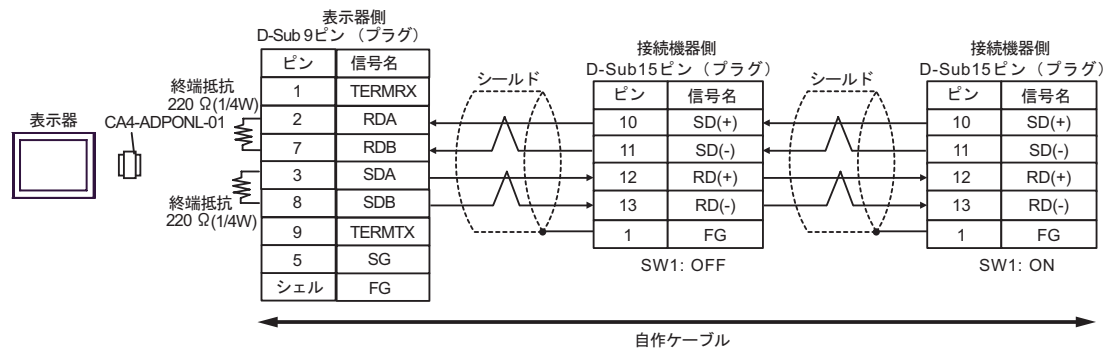 表示器側
D-Sub 9ピン (プラグ)
ピン 信号名
1 TERMRX
2 RDA
7 RDB
3 SDA
8 SDB
9 TERMTX
5 SG
シェル FG
終端抵抗
220 Ω(1/4W)
表示器
CA4-ADPONL-01
終端抵抗
220 Ω(1/4W)
シールド
接続機器側
D-Sub15ピン (プラグ)
ピン 信号名
10 SD(+)
11 SD(-)
12 RD(+)
13 RD(-)
1 FG
SW1: OFF
シールド
接続機器側
D-Sub15ピン (プラグ)
ピン 信号名
10 SD(+)
11 SD(-)
12 RD(+)
13 RD(-)
1 FG
SW1: ON
自作ケーブル